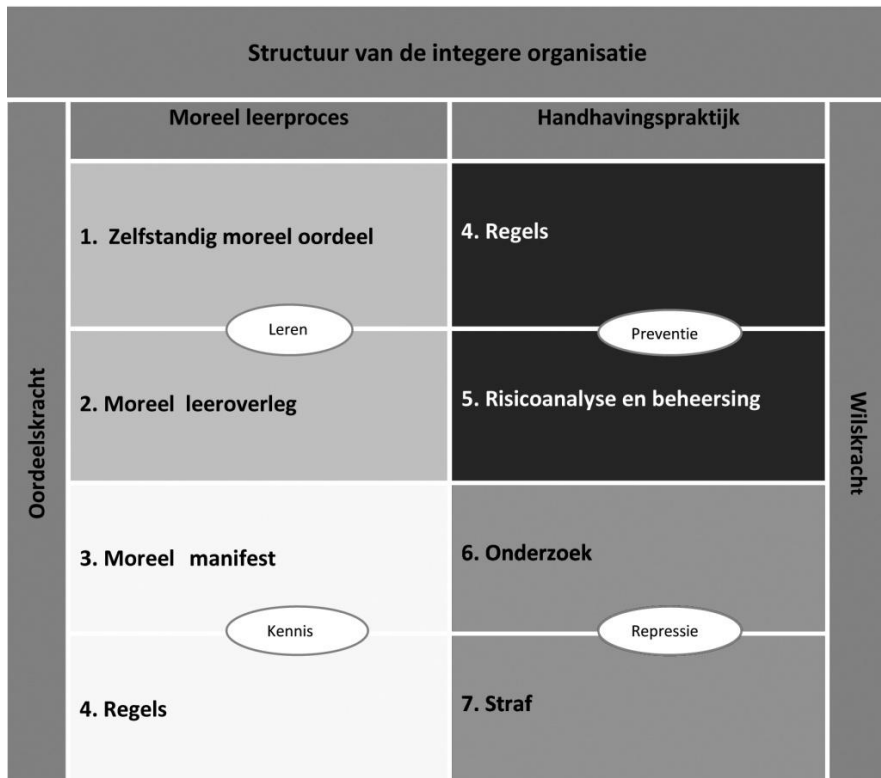 Structuur van de integere organisatie
Moreel leerproces
Handhavingspraktijk
Oordeelskracht
1. Zelfstandig moreel oordeel
Leren
2. Moreel leeroverleg
3. Moreel manifest
Kennis
4. Regels
4. Regels
Preventie
5. Risicoanalyse en beheersing
6. Onderzoek
Repressie
7. Straf
Wilskracht